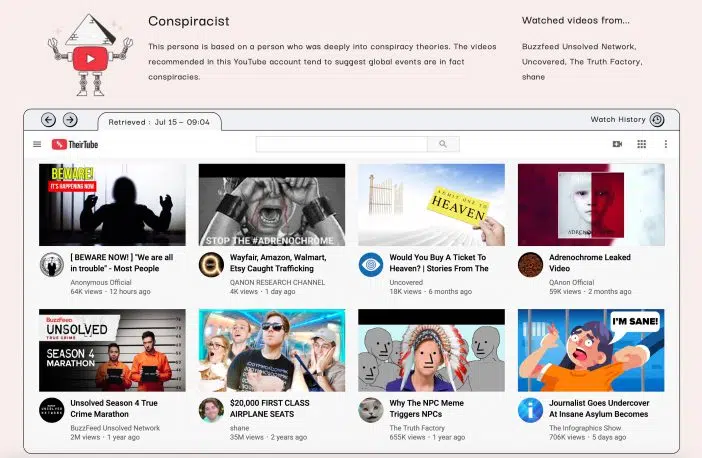 Conspiracist
This persona is based on a person who was deeply into conspiracy theories. The videos
recommended in this YouTube account tend to suggest global events are in fact
conspiracies.
Watched videos from...
Buzzfeed Unsolved Network,
Uncovered, The Truth Factory,
shane
Retrieved : Jul 15 – 09:04
Watch History
TheirTube
BEWARE!
IT'S HAPPENING NOW
STOP THE #ADRENOCHROME
ADMIT ONE TO
HEAVEN
ADRENOCHROME
[ BEWARE NOW! ] "We are all
in trouble" - Most People
Anonymous Official
64K views · 12 hours ago
Wayfair, Amazon, Walmart,
Etsy Caught Trafficking
QANON RESEARCH CHANNEL
4K views · 1 day ago
Would You Buy A Ticket To
Heaven? | Stories From The
Uncovered
18K views · 6 months ago
Adrenochrome Leaked
Video
QAnon Official
59K views · 2 months ago
BuzzFeed
UNSOLVED
TRUE CRIME
SEASON 4
MARATHON
I'M SANE!
Unsolved Season 4 True
Crime Marathon
BuzzFeed Unsolved Network
2M views · 1 year ago
$20,000 FIRST CLASS
AIRPLANE SEATS
shane
35M views · 2 years ago
Why The NPC Meme
Triggers NPCs
The Truth Factory
655K views · 1 year ago
Journalist Goes Undercover
At Insane Asylum Becomes
The Infographics Show
706K views · 5 days ago